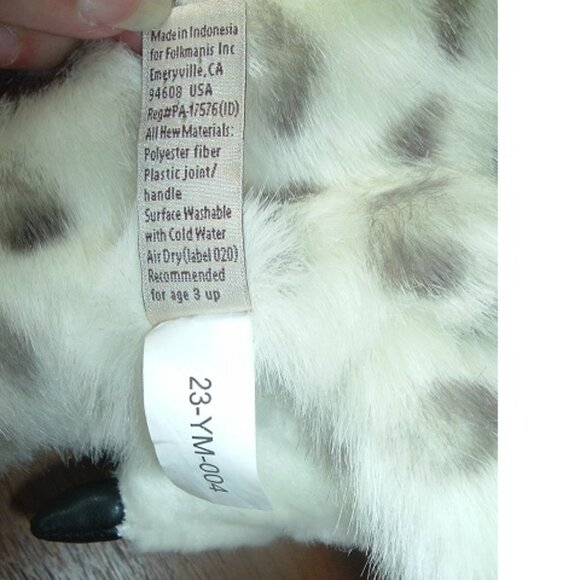 Made in Indonesia
for Folkmanis Inc
Emeryville, CA
94608 USA
Reg#PA-17576(ID)
All New Materials:
Polyester fiber
Plastic joint/
handle
Surface Washable
with Cold Water
Air Dry(label 020)
Recommended
for age 3 up
23-YM-004